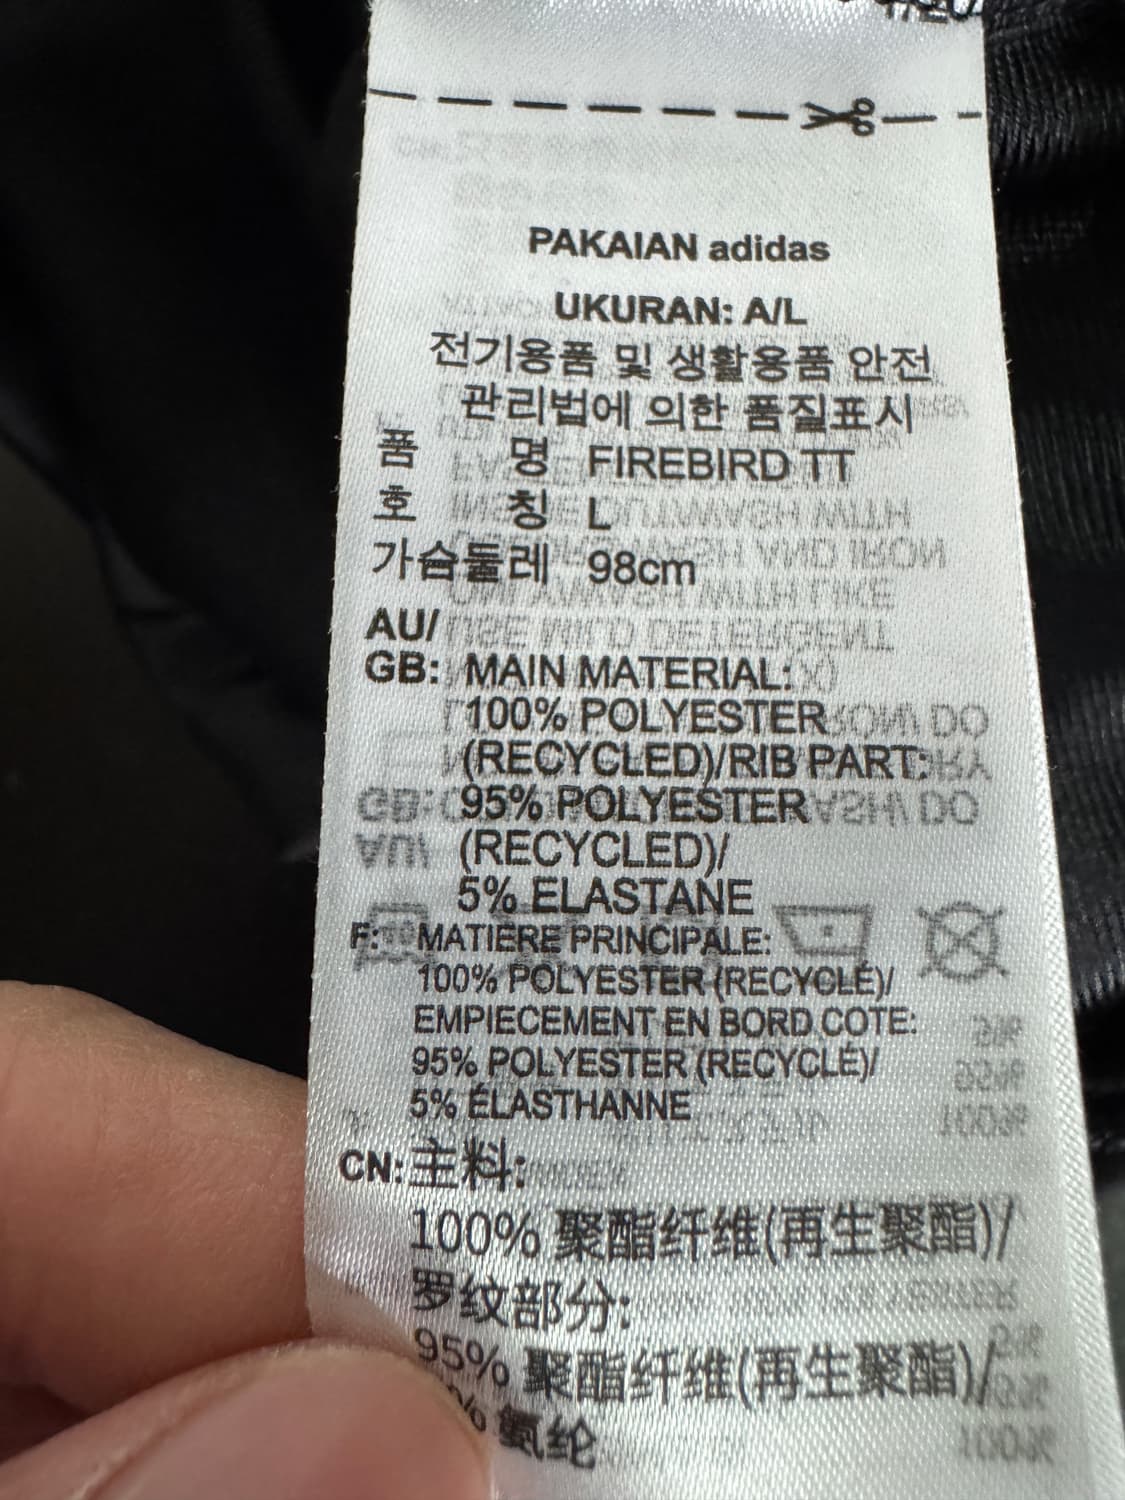 PAKAIAN adidas
UKURAN: A/L
전기용품 및 생활용품 안전
관리법에 의한 품질표시
품 명 FIREBIRD TT
호 칭 L
가슴둘레 98cm
AU/
GB: MAIN MATERIAL:
100% POLYESTER
(RECYCLED)/RIB PART:
95% POLYESTER
(RECYCLED)/
5% ELASTANE
F: MATIÈRE PRINCIPALE:
100% POLYESTER (RECYCLÉ)/
EMPIECEMENT EN BORD COTE:
95% POLYESTER (RECYCLÉ)/
5% ÉLASTHANNE
CN: 主料:
100% 聚酯纤维(再生聚酯)/
罗纹部分:
95% 聚酯纤维(再生聚酯)/
% 氨纶